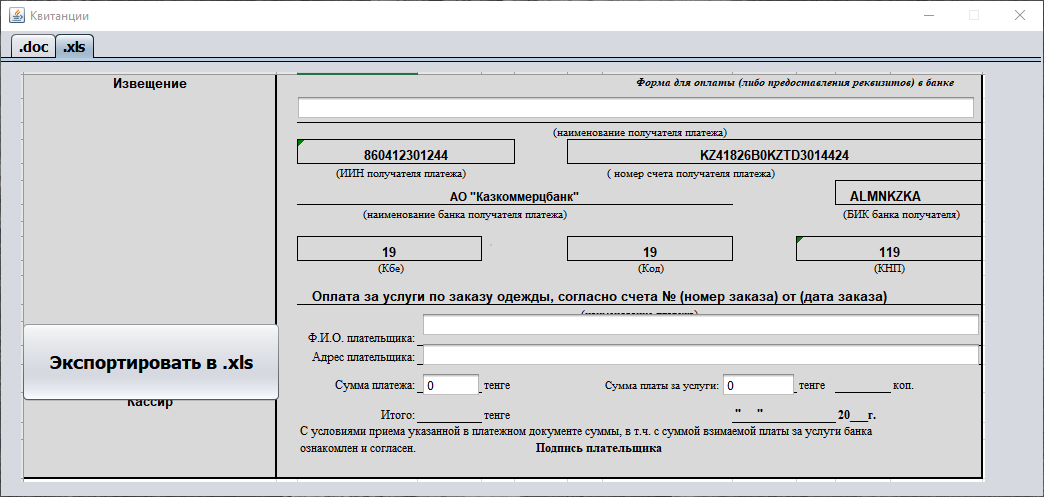 Квитанции
.doc .xls
Извещение
Форма для оплаты (либо предоставления реквизитов) в банке
(наименование получателя платежа)
860412301244 KZ41826B0KZTD3014424
(ИИН получателя платежа) ( номер счета получателя платежа)
АО "Казкоммерцбанк" ALMNKZKA
(наименование банка получателя платежа) (БИК банка получателя)
19 19 119
(Кбе) (Код) (КНП)
Оплата за услуги по заказу одежды, согласно счета № (номер заказа) от (дата заказа)
(наименование платежа)
Ф.И.О. плательщика:
Экспортировать в .xls
Адрес плательщика:
Сумма платежа: 0 тенге Сумма платы за услуги: 0 тенге ________ коп.
Кассир
Итого: ________ тенге "___"__________ 20___г.
С условиями приема указанной в платежном документе суммы, в т.ч. с суммой взимаемой платы за услуги банка
ознакомлен и согласен. Подпись плательщика